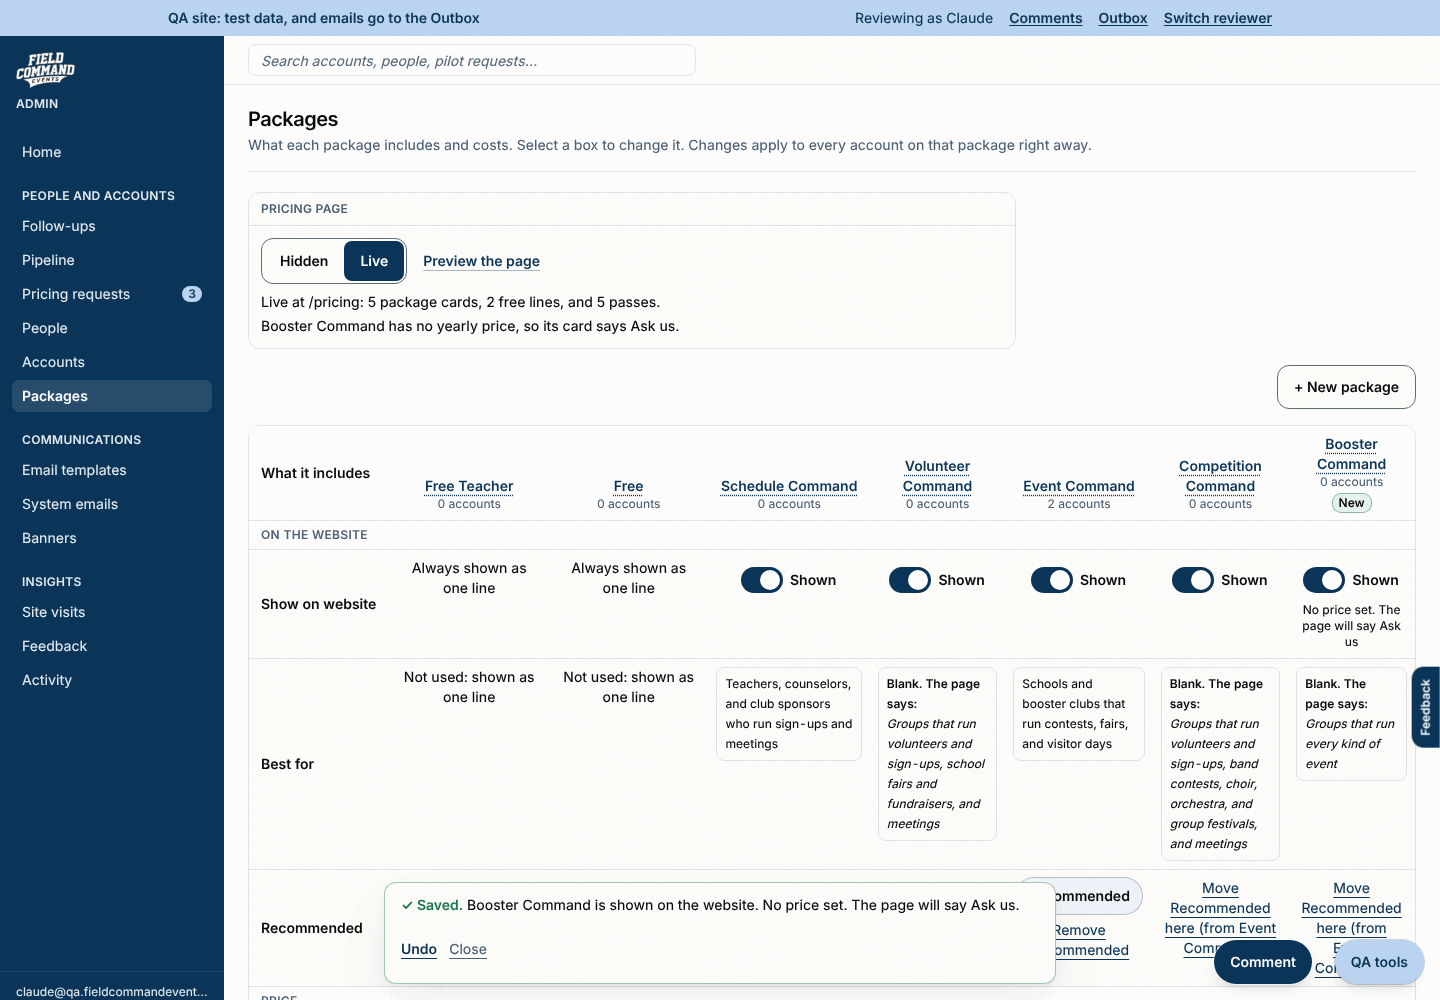 QA site: test data, and emails go to the Outbox
Reviewing as Claude Comments Outbox Switch reviewer
FIELD
COMMAND
EVENTS
ADMIN
Home
PEOPLE AND ACCOUNTS
Follow-ups
Pipeline
Pricing requests 3
People
Accounts
Packages
COMMUNICATIONS
Email templates
System emails
Banners
INSIGHTS
Site visits
Feedback
Activity
claude@qa.fieldcommandevent...
Search accounts, people, pilot requests...
Packages
What each package includes and costs. Select a box to change it. Changes apply to every account on that package right away.
PRICING PAGE
Hidden Live Preview the page
Live at /pricing: 5 package cards, 2 free lines, and 5 passes.
Booster Command has no yearly price, so its card says Ask us.
+ New package
What it includes
Free Teacher
0 accounts
Free
0 accounts
Schedule Command
0 accounts
Volunteer
Command
0 accounts
Event Command
2 accounts
Competition
Command
0 accounts
Booster
Command
0 accounts
New
ON THE WEBSITE
Show on website
Always shown as
one line
Always shown as
one line
Shown
Shown
Shown
Shown
Shown
No price set. The
page will say Ask
us
Best for
Not used: shown as
one line
Not used: shown as
one line
Teachers, counselors,
and club sponsors
who run sign-ups and
meetings
Blank. The page
says:
Groups that run
volunteers and
sign-ups, school
fairs and
fundraisers, and
meetings
Schools and
booster clubs that
run contests, fairs,
and visitor days
Blank. The page
says:
Groups that run
volunteers and
sign-ups, band
contests, choir,
orchestra, and
group festivals,
and meetings
Blank. The
page says:
Groups that run
every kind of
event
Recommended
ommended
Remove
ommended
Move
Recommended
here (from Event
Com
Move
Recommended
here (from
E
Co
✓ Saved. Booster Command is shown on the website. No price set. The page will say Ask us.
Undo Close
Comment
QA tools
Feedback